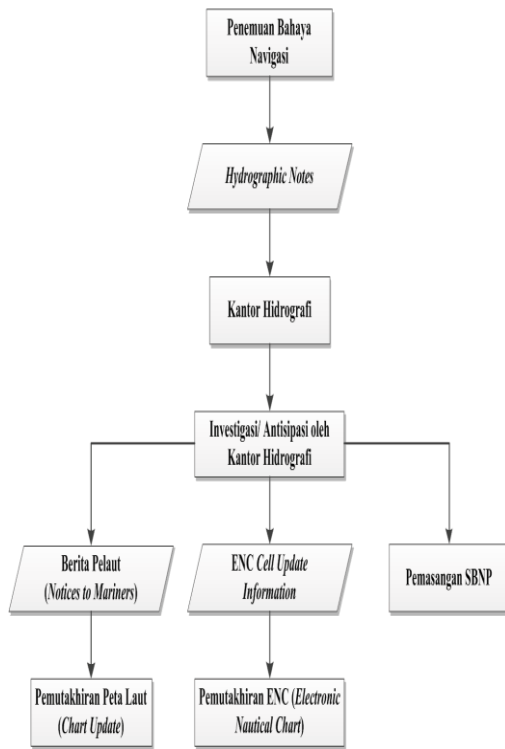 Penemuan Bahaya
Navigasi
Hydrographic Notes
Kantor Hidrografi
Investigasi/ Antisipasi oleh
Kantor Hidrografi
Berita Pelaut
(Notices to Mariners)
ENC Cell Update
Information
Pemasangan SBNP
Pemutakhiran Peta Laut
(Chart Update)
Pemutakhiran ENC (Electronic
Nautical Chart)